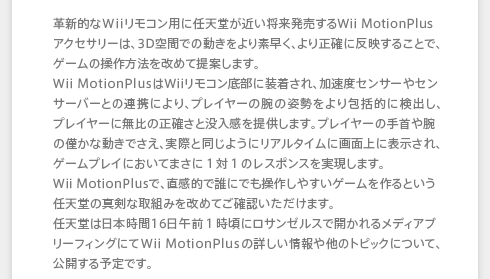 革新的なWiiリモコン用に任天堂が近い将来発売するWii MotionPlus
アクセサリーは、3D空間での動きをより素早く、より正確に反映することで、
ゲームの操作方法を改めて提案します。
Wii MotionPlusはWiiリモコン底部に装着され、加速度センサーやセン
サーバーとの連携により、プレイヤーの腕の姿勢をより包括的に検出し、
プレイヤーに無比の正確さと没入感を提供します。プレイヤーの手首や腕
の僅かな動きでさえ、実際と同じようにリアルタイムに画面上に表示され、
ゲームプレイにおいてまさに１対１のレスポンスを実現します。
Wii MotionPlusで、直感的で誰にでも操作しやすいゲームを作るという
任天堂の真剣な取組みを改めてご確認いただけます。
任天堂は日本時間16日午前１時頃にロサンゼルスで開かれるメディアブ
リーフィングにてWii MotionPlusの詳しい情報や他のトピックについて、
公開する予定です。